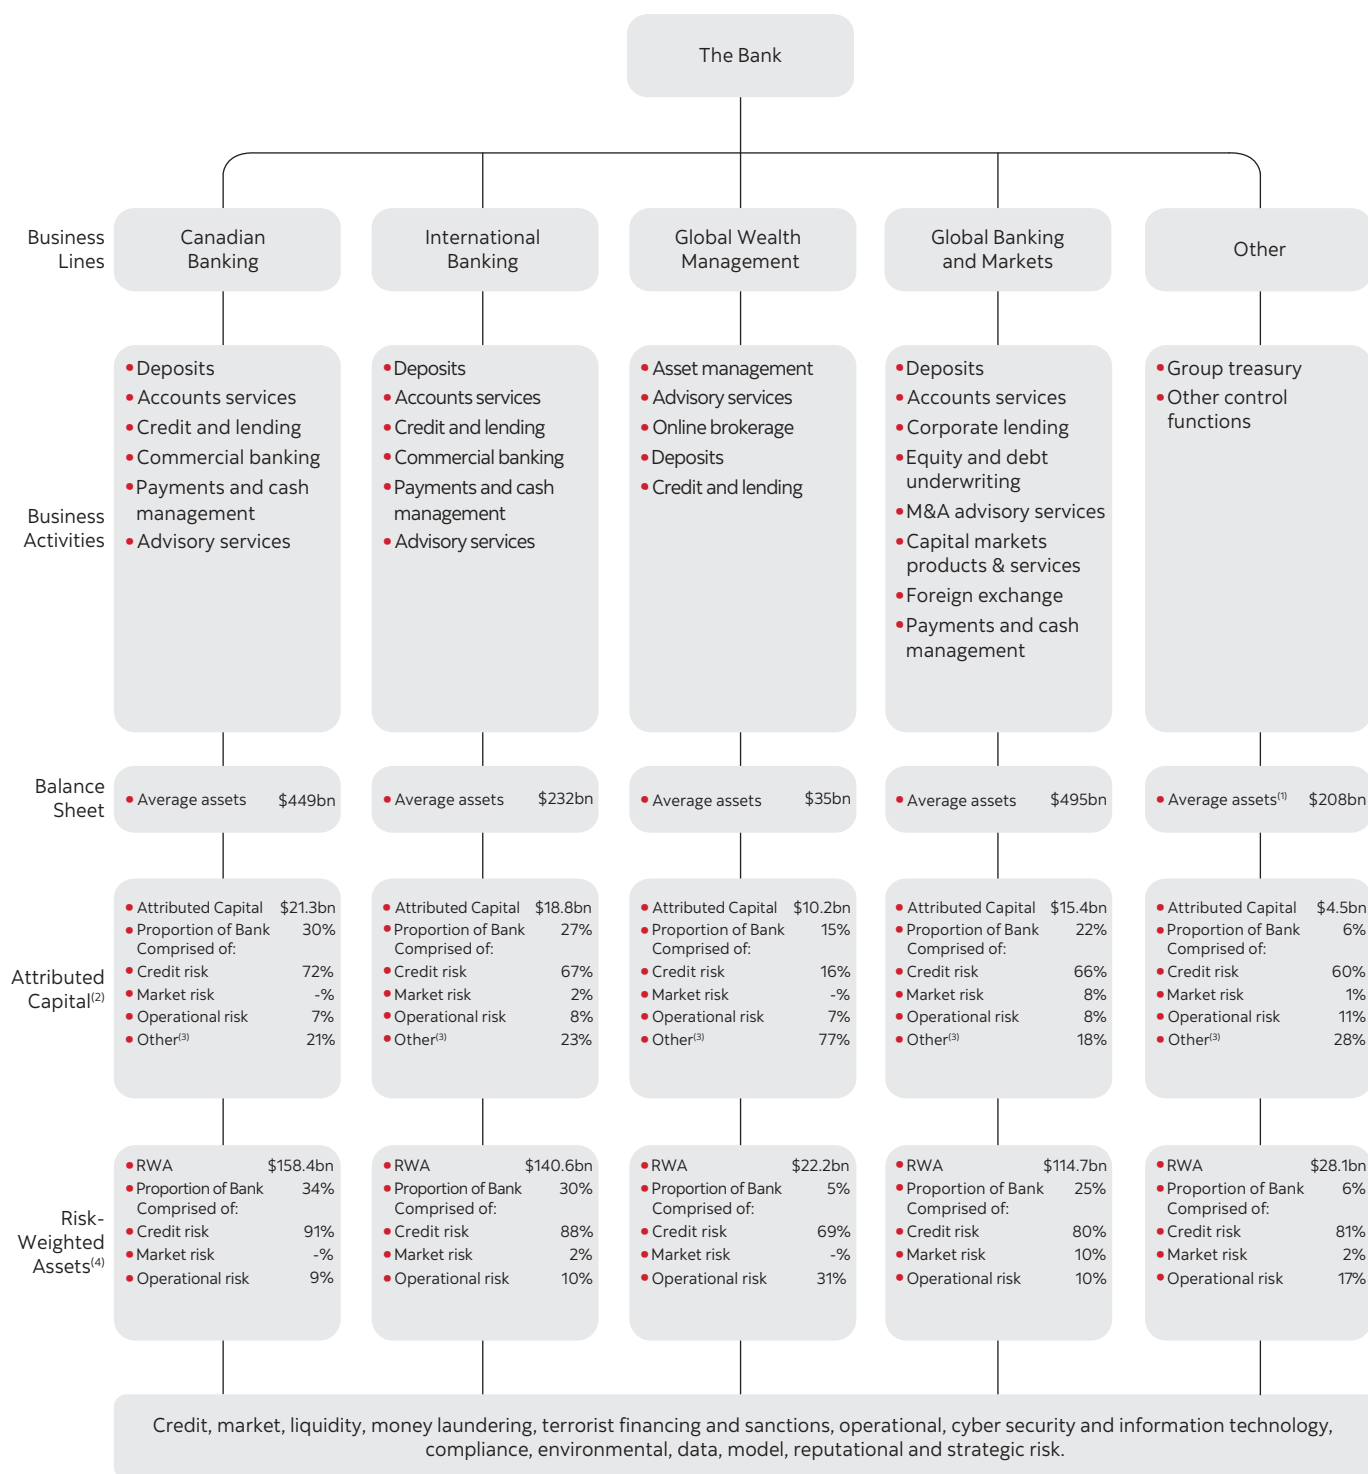 The Bank
Business
Lines
Canadian
Banking
International
Banking
Global Wealth
Management
Global Banking
and Markets
Other
Business
Activities
• Deposits
• Accounts services
• Credit and lending
• Commercial banking
• Payments and cash
management
• Advisory services
• Deposits
• Accounts services
• Credit and lending
• Commercial banking
• Payments and cash
management
• Advisory services
• Asset management
• Advisory services
• Online brokerage
• Deposits
• Credit and lending
• Deposits
• Accounts services
• Corporate lending
• Equity and debt
underwriting
• M&A advisory services
• Capital markets
products & services
• Foreign exchange
• Payments and cash
management
• Group treasury
• Other control
functions
Balance
Sheet
• Average assets $449bn
• Average assets $232bn
• Average assets $35bn
• Average assets $495bn
• Average assets(1) $208bn
Attributed
Capital(2)
• Attributed Capital $21.3bn
• Proportion of Bank 30%
Comprised of:
• Credit risk 72%
• Market risk -%
• Operational risk 7%
• Other(3) 21%
• Attributed Capital $18.8bn
• Proportion of Bank 27%
Comprised of:
• Credit risk 67%
• Market risk 2%
• Operational risk 8%
• Other(3) 23%
• Attributed Capital $10.2bn
• Proportion of Bank 15%
Comprised of:
• Credit risk 16%
• Market risk -%
• Operational risk 7%
• Other(3) 77%
• Attributed Capital $15.4bn
• Proportion of Bank 22%
Comprised of:
• Credit risk 66%
• Market risk 8%
• Operational risk 8%
• Other(3) 18%
• Attributed Capital $4.5bn
• Proportion of Bank 6%
Comprised of:
• Credit risk 60%
• Market risk 1%
• Operational risk 11%
• Other(3) 28%
Risk-
Weighted
Assets(4)
• RWA $158.4bn
• Proportion of Bank 34%
Comprised of:
• Credit risk 91%
• Market risk -%
• Operational risk 9%
• RWA $140.6bn
• Proportion of Bank 30%
Comprised of:
• Credit risk 88%
• Market risk 2%
• Operational risk 10%
• RWA $22.2bn
• Proportion of Bank 5%
Comprised of:
• Credit risk 69%
• Market risk -%
• Operational risk 31%
• RWA $114.7bn
• Proportion of Bank 25%
Comprised of:
• Credit risk 80%
• Market risk 10%
• Operational risk 10%
• RWA $28.1bn
• Proportion of Bank 6%
Comprised of:
• Credit risk 81%
• Market risk 2%
• Operational risk 17%
Credit, market, liquidity, money laundering, terrorist financing and sanctions, operational, cyber security and information technology,
compliance, environmental, data, model, reputational and strategic risk.